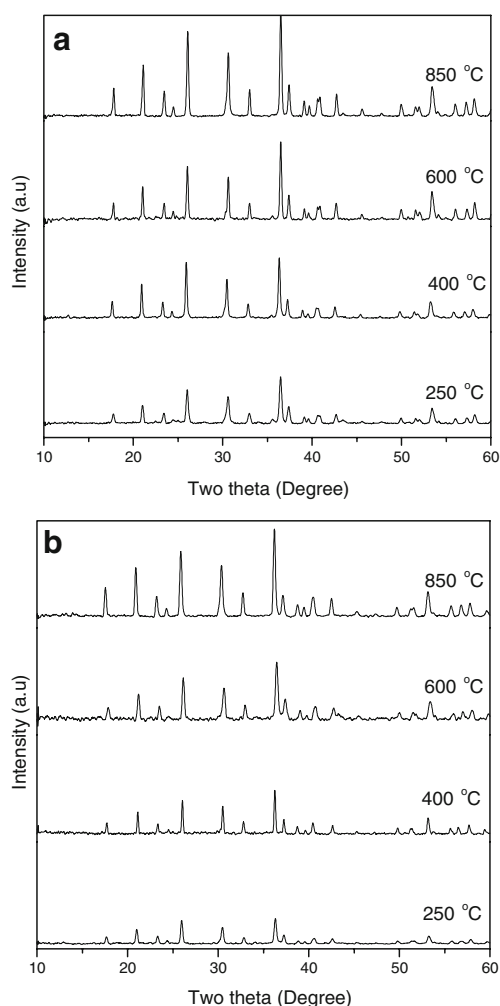 a
850 °C
600 °C
400 °C
250 °C
Intensity (a.u)
10 20 30 40 50 60
Two theta (Degree)
b
850 °C
600 °C
400 °C
250 °C
Intensity (a.u)
10 20 30 40 50 60
Two theta (Degree)